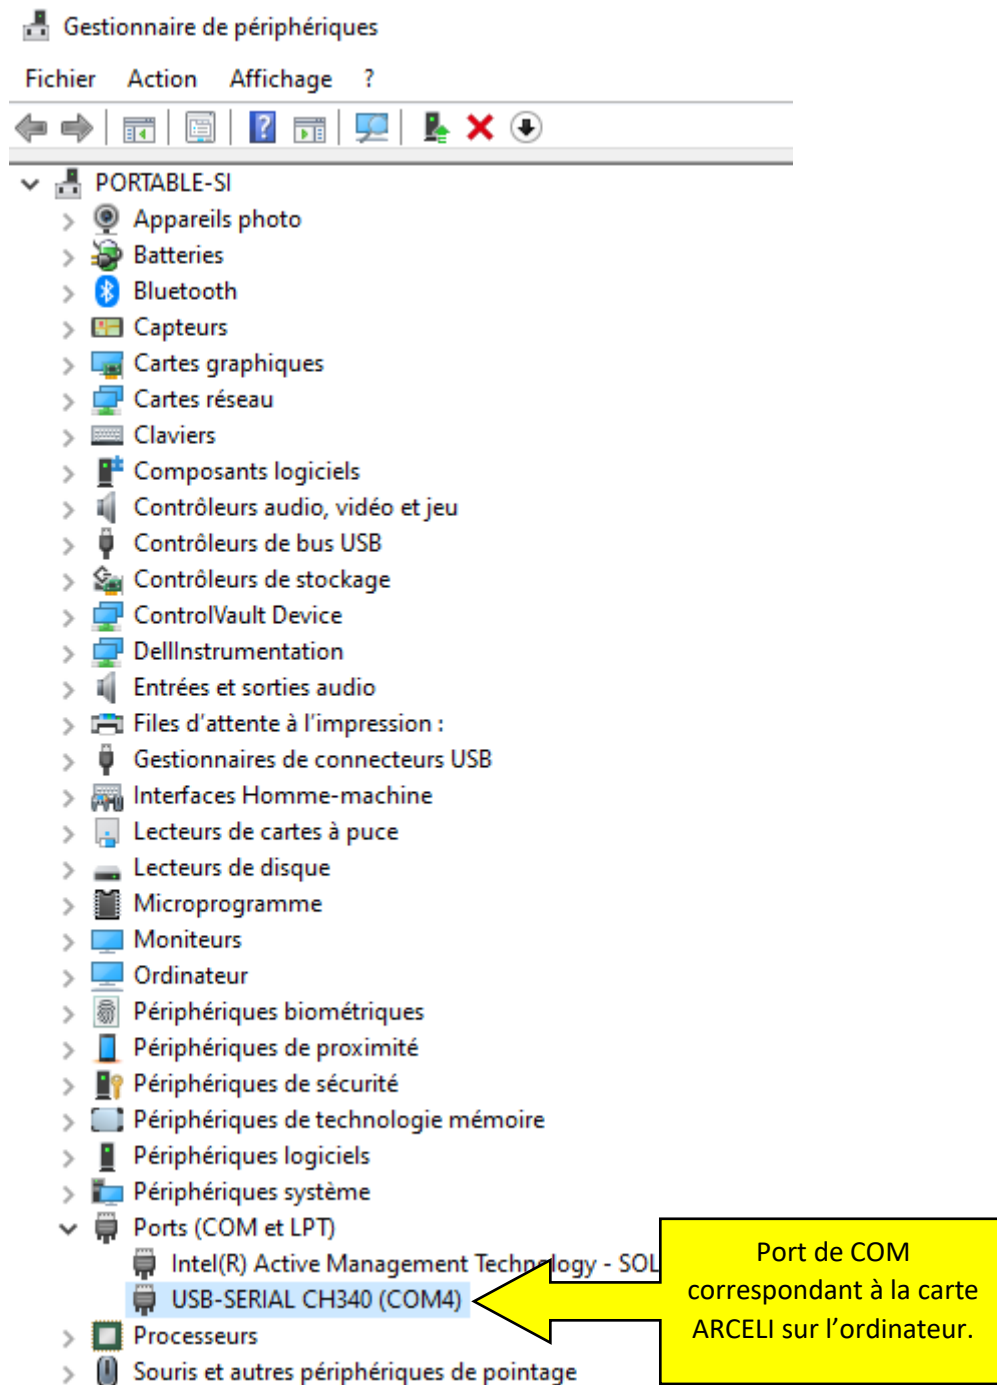 Gestionnaire de périphériques
Fichier Action Affichage ?
PORTABLE-SI
Appareils photo
Batteries
Bluetooth
Capteurs
Cartes graphiques
Cartes réseau
Claviers
Composants logiciels
Contrôleurs audio, vidéo et jeu
Contrôleurs de bus USB
Contrôleurs de stockage
ControlVault Device
DellInstrumentation
Entrées et sorties audio
Files d'attente à l'impression :
Gestionnaires de connecteurs USB
Interfaces Homme-machine
Lecteurs de cartes à puce
Lecteurs de disque
Microprogramme
Moniteurs
Ordinateur
Périphériques biométriques
Périphériques de proximité
Périphériques de sécurité
Périphériques de technologie mémoire
Périphériques logiciels
Périphériques système
Ports (COM et LPT)
Intel(R) Active Management Technology - SOL
USB-SERIAL CH340 (COM4)
Processeurs
Souris et autres périphériques de pointage
Port de COM
correspondant à la carte
ARCELI sur l’ordinateur.